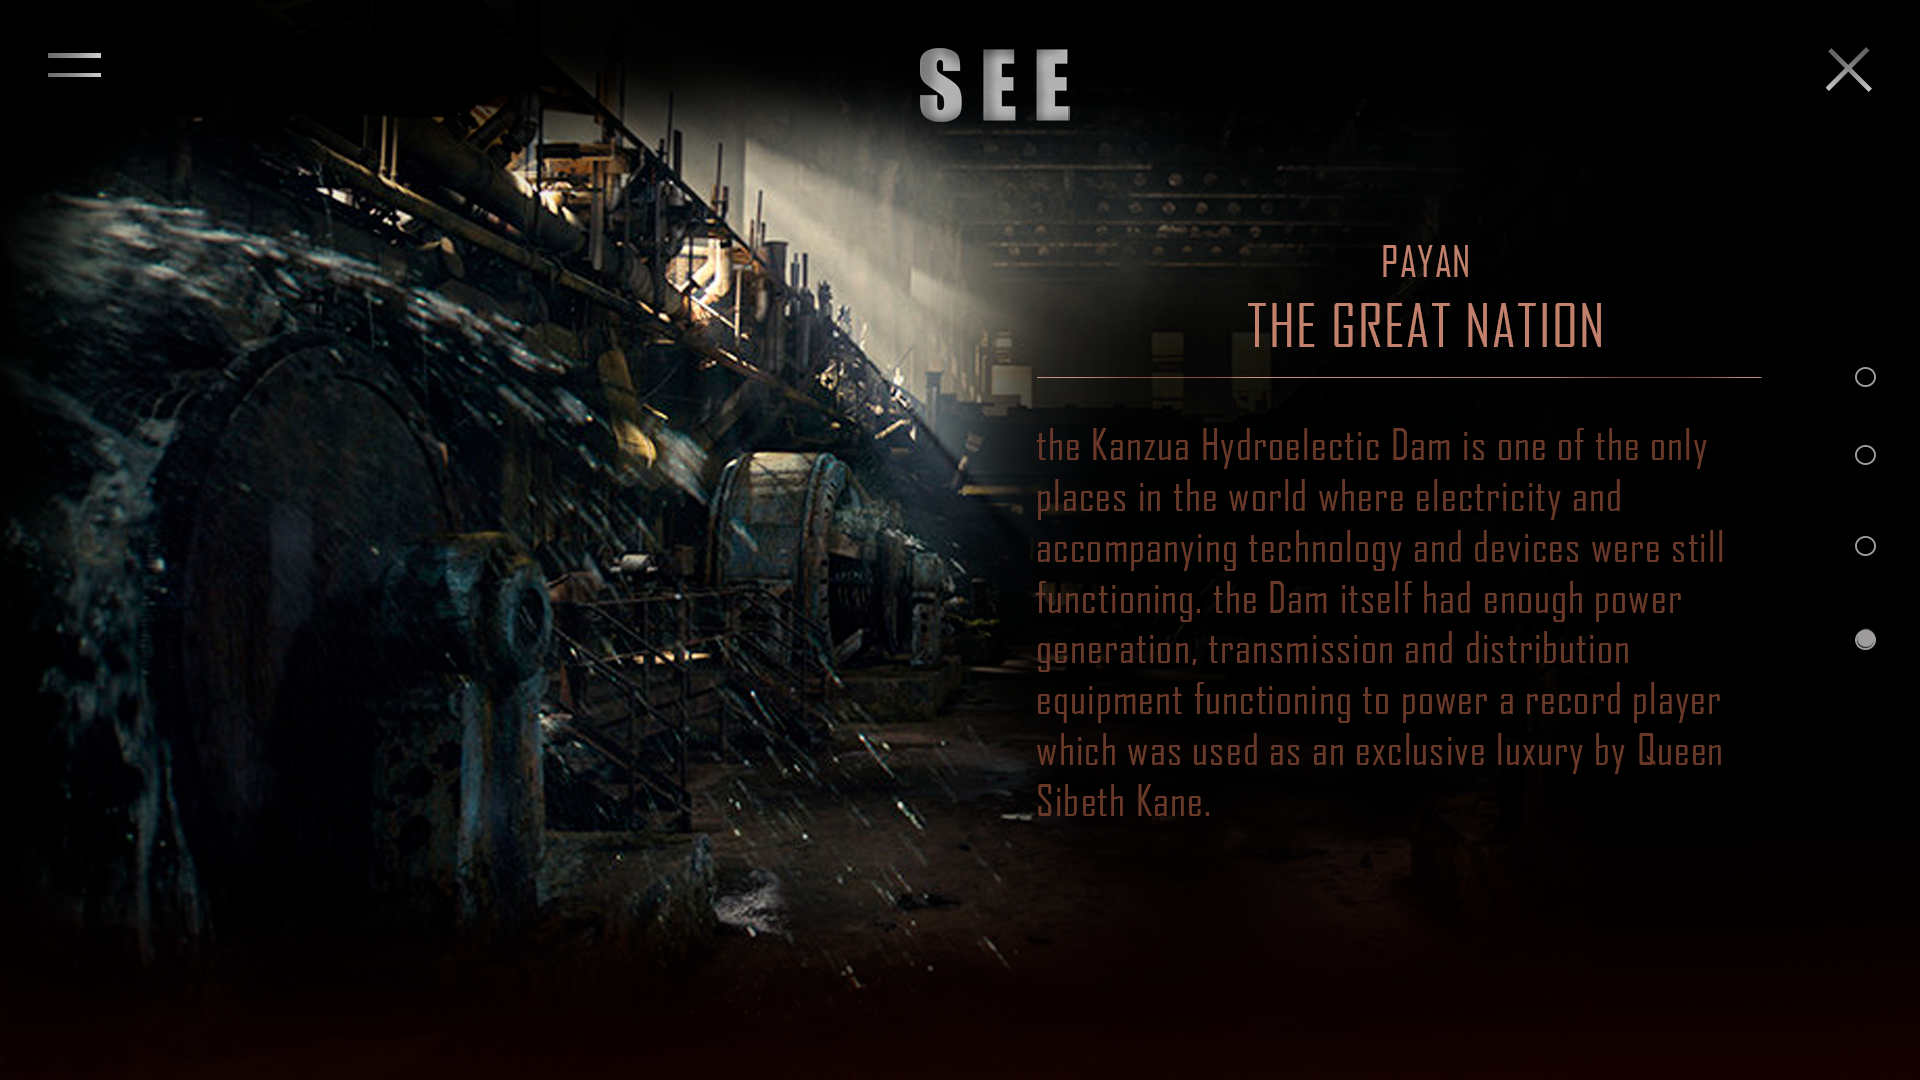 SEE
PAYAN
THE GREAT NATION
the Kanzua Hydroelectic Dam is one of the only
places in the world where electricity and
accompanying technology and devices were still
functioning. the Dam itself had enough power
generation, transmission and distribution
equipment functioning to power a record player
which was used as an exclusive luxury by Queen
Sibeth Kane.